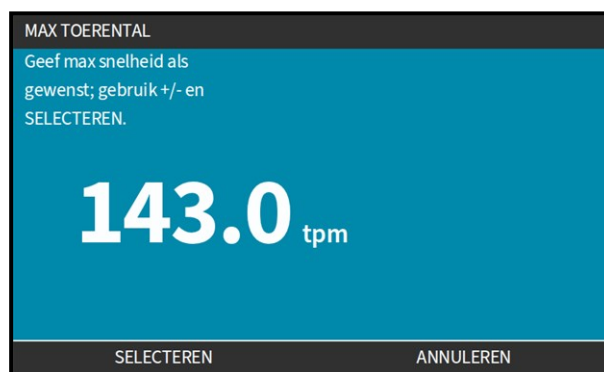 MAX TOERENTAL
Geef max snelheid als
gewenst; gebruik +/- en
SELECTEREN.
143.0 tpm
SELECTEREN ANNULEREN